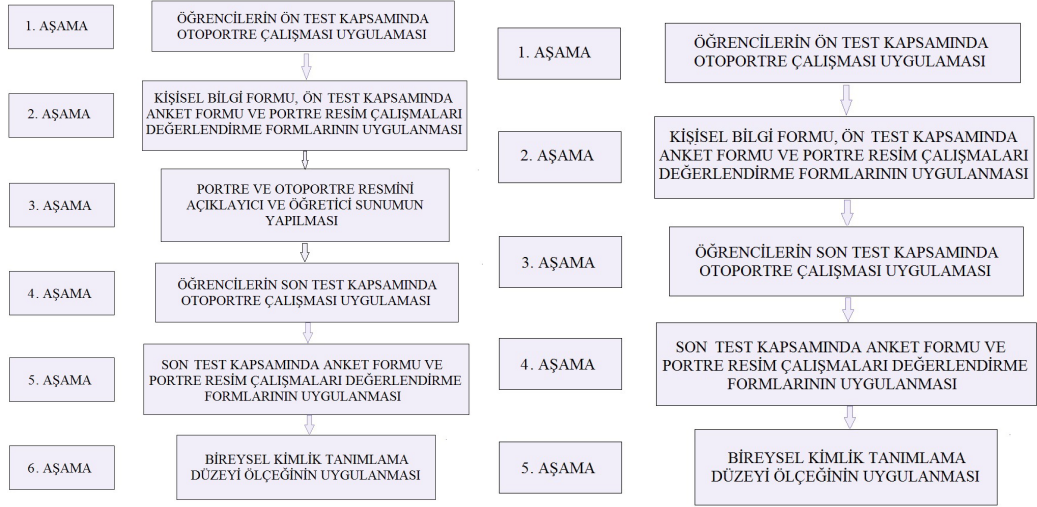 1. AŞAMA
ÖĞRENCİLERİN ÖN TEST KAPSAMINDA
OTOPORTRE ÇALIŞMASI UYGULAMASI
2. AŞAMA
KİŞİSEL BİLGİ FORMU, ÖN TEST KAPSAMINDA
ANKET FORMU VE PORTRE RESİM ÇALIŞMALARI
DEĞERLENDİRME FORMLARININ UYGULANMASI
3. AŞAMA
PORTRE VE OTOPORTRE RESMİNİ
AÇIKLAYICI VE ÖĞRETİCİ SUNUMUN
YAPILMASI
4. AŞAMA
ÖĞRENCİLERİN SON TEST KAPSAMINDA
OTOPORTRE ÇALIŞMASI UYGULAMASI
5. AŞAMA
SON TEST KAPSAMINDA ANKET FORMU VE
PORTRE RESİM ÇALIŞMALARI DEĞERLENDİRME
FORMLARININ UYGULANMASI
6. AŞAMA
BİREYSEL KİMLİK TANIMLAMA
DÜZEYİ ÖLÇEĞİNİN UYGULANMASI
1. AŞAMA
ÖĞRENCİLERİN ÖN TEST KAPSAMINDA
OTOPORTRE ÇALIŞMASI UYGULAMASI
2. AŞAMA
KİŞİSEL BİLGİ FORMU, ÖN TEST KAPSAMINDA
ANKET FORMU VE PORTRE RESİM ÇALIŞMALARI
DEĞERLENDİRME FORMLARININ UYGULANMASI
3. AŞAMA
ÖĞRENCİLERİN SON TEST KAPSAMINDA
OTOPORTRE ÇALIŞMASI UYGULAMASI
4. AŞAMA
SON TEST KAPSAMINDA ANKET FORMU VE
PORTRE RESİM ÇALIŞMALARI DEĞERLENDİRME
FORMLARININ UYGULANMASI
5. AŞAMA
BİREYSEL KİMLİK TANIMLAMA
DÜZEYİ ÖLÇEĞİNİN UYGULANMASI